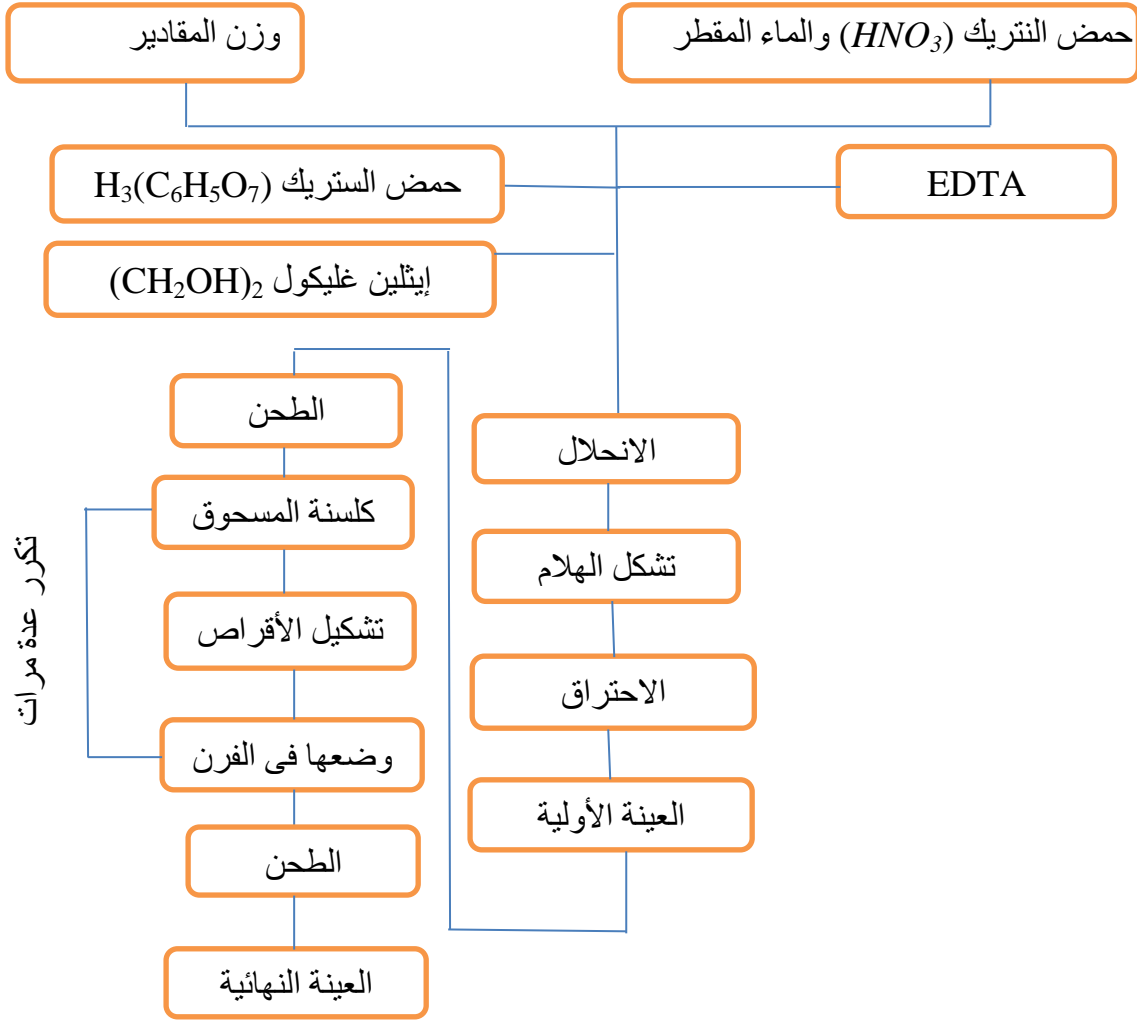 حمض النتريك (HNO₃) والماء المقطر
وزن المقادير
EDTA
حمض الستريك H₃(C₆H₅O₇)
إيثلين غليكول (CH₂OH)₂
الانحلال
تشكل الهلام
الاحتراق
العينة الأولية
الطحن
كلسنة المسحوق
تشكيل الأقراص
وضعها فى الفرن
تكرر عدة مرات
الطحن
العينة النهائية